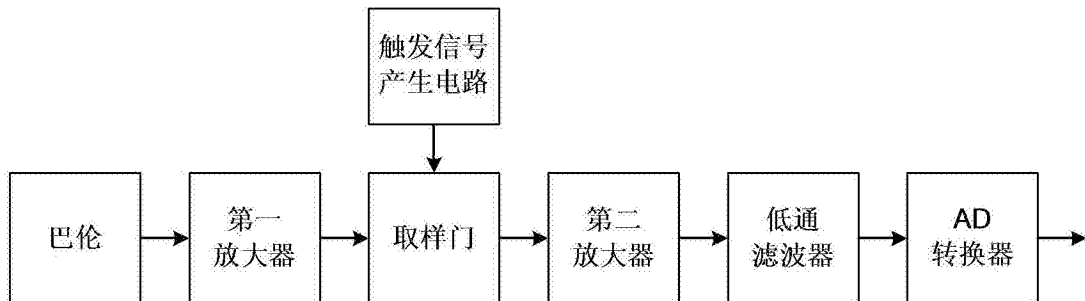 触发信号
产生电路
巴伦
第一
放大器
取样门
第二
放大器
低通
滤波器
AD
转换器